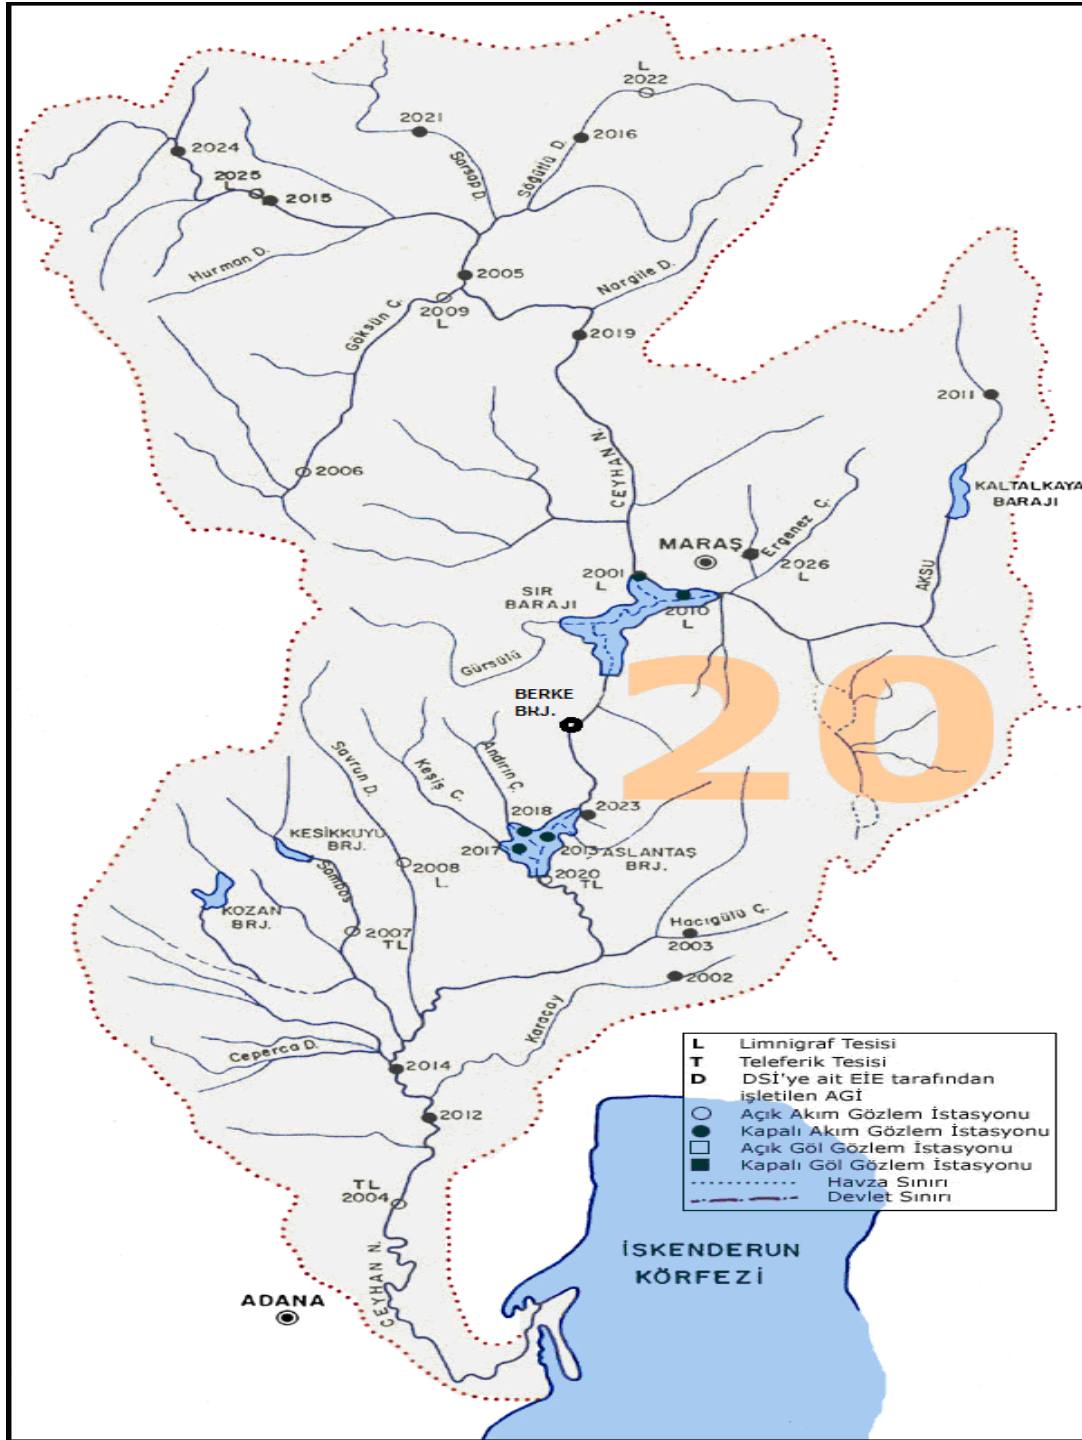 L
2022
2021
2016
2024
Sarsap D.
Söğütlü D.
2025
L
2015
Hurman D.
2005
Nargile D.
2009
L
Göksün Ç.
2019
2011
CEYHAN N.
2006
KALTALKAYA
BARAJI
MARAŞ
Ergenez Ç.
2026
L
2001
L
AKSU
SIR
BARAJI
2010
L
Gürsülü
20
BERKE
BRJ.
Savrun D.
Keşiş Ç.
Andırın Ç.
2018
2023
KESİKKUYU
BRJ.
2017
2013
ASLANTAŞ
BRJ.
2008
L
2020
TL
Sombos
KOZAN
BRJ.
2007
TL
Hacıgülü Ç.
2003
2002
Karaçay
Ceperca D.
2014
2012
TL
2004
CEYHAN N.
ADANA
L Limnigraf Tesisi
T Teleferik Tesisi
D DSİ'ye ait EİE tarafından
işletilen AGİ
Açık Akım Gözlem İstasyonu
Kapalı Akım Gözlem İstasyonu
Açık Göl Gözlem İstasyonu
Kapalı Göl Gözlem İstasyonu
Havza Sınırı
Devlet Sınırı
İSKENDERUN
KÖRFEZİ